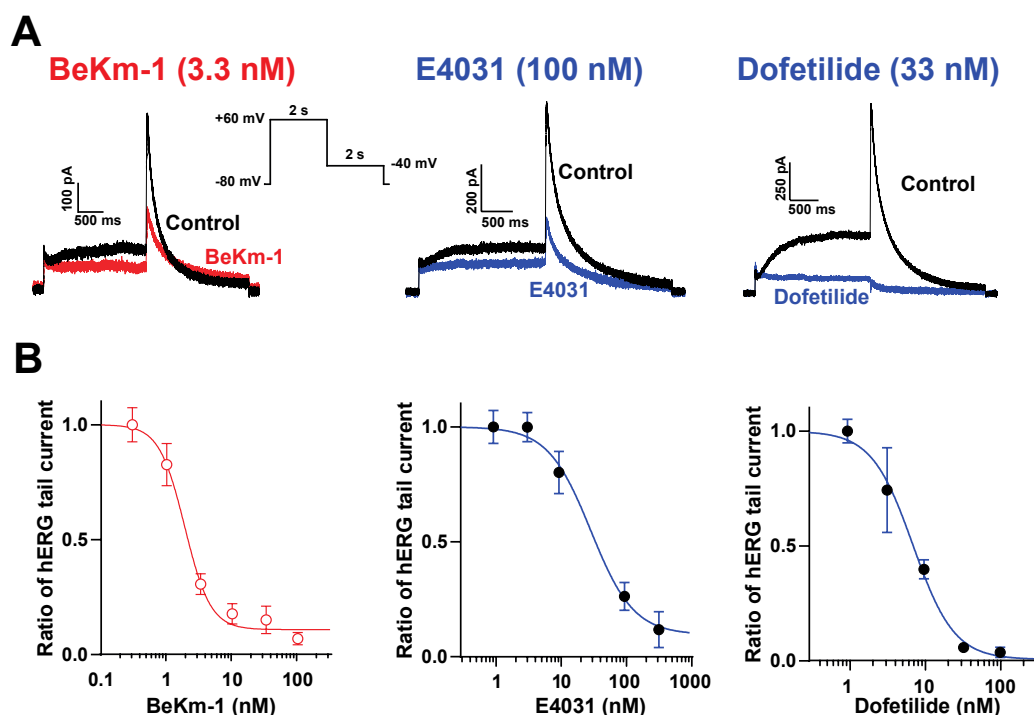 A
BeKm-1 (3.3 nM)
E4031 (100 nM)
Dofetilide (33 nM)
+60 mV
2 s
2 s
-40 mV
-80 mV
100 pA
500 ms
Control
BeKm-1
200 pA
500 ms
Control
E4031
250 pA
500 ms
Control
Dofetilide
B
Ratio of hERG tail current
1.0
0.5
0.0
0.1
1
10
100
BeKm-1 (nM)
Ratio of hERG tail current
1.0
0.5
0.0
1
10
100
1000
E4031 (nM)
Ratio of hERG tail current
1.0
0.5
0.0
1
10
100
Dofetilide (nM)